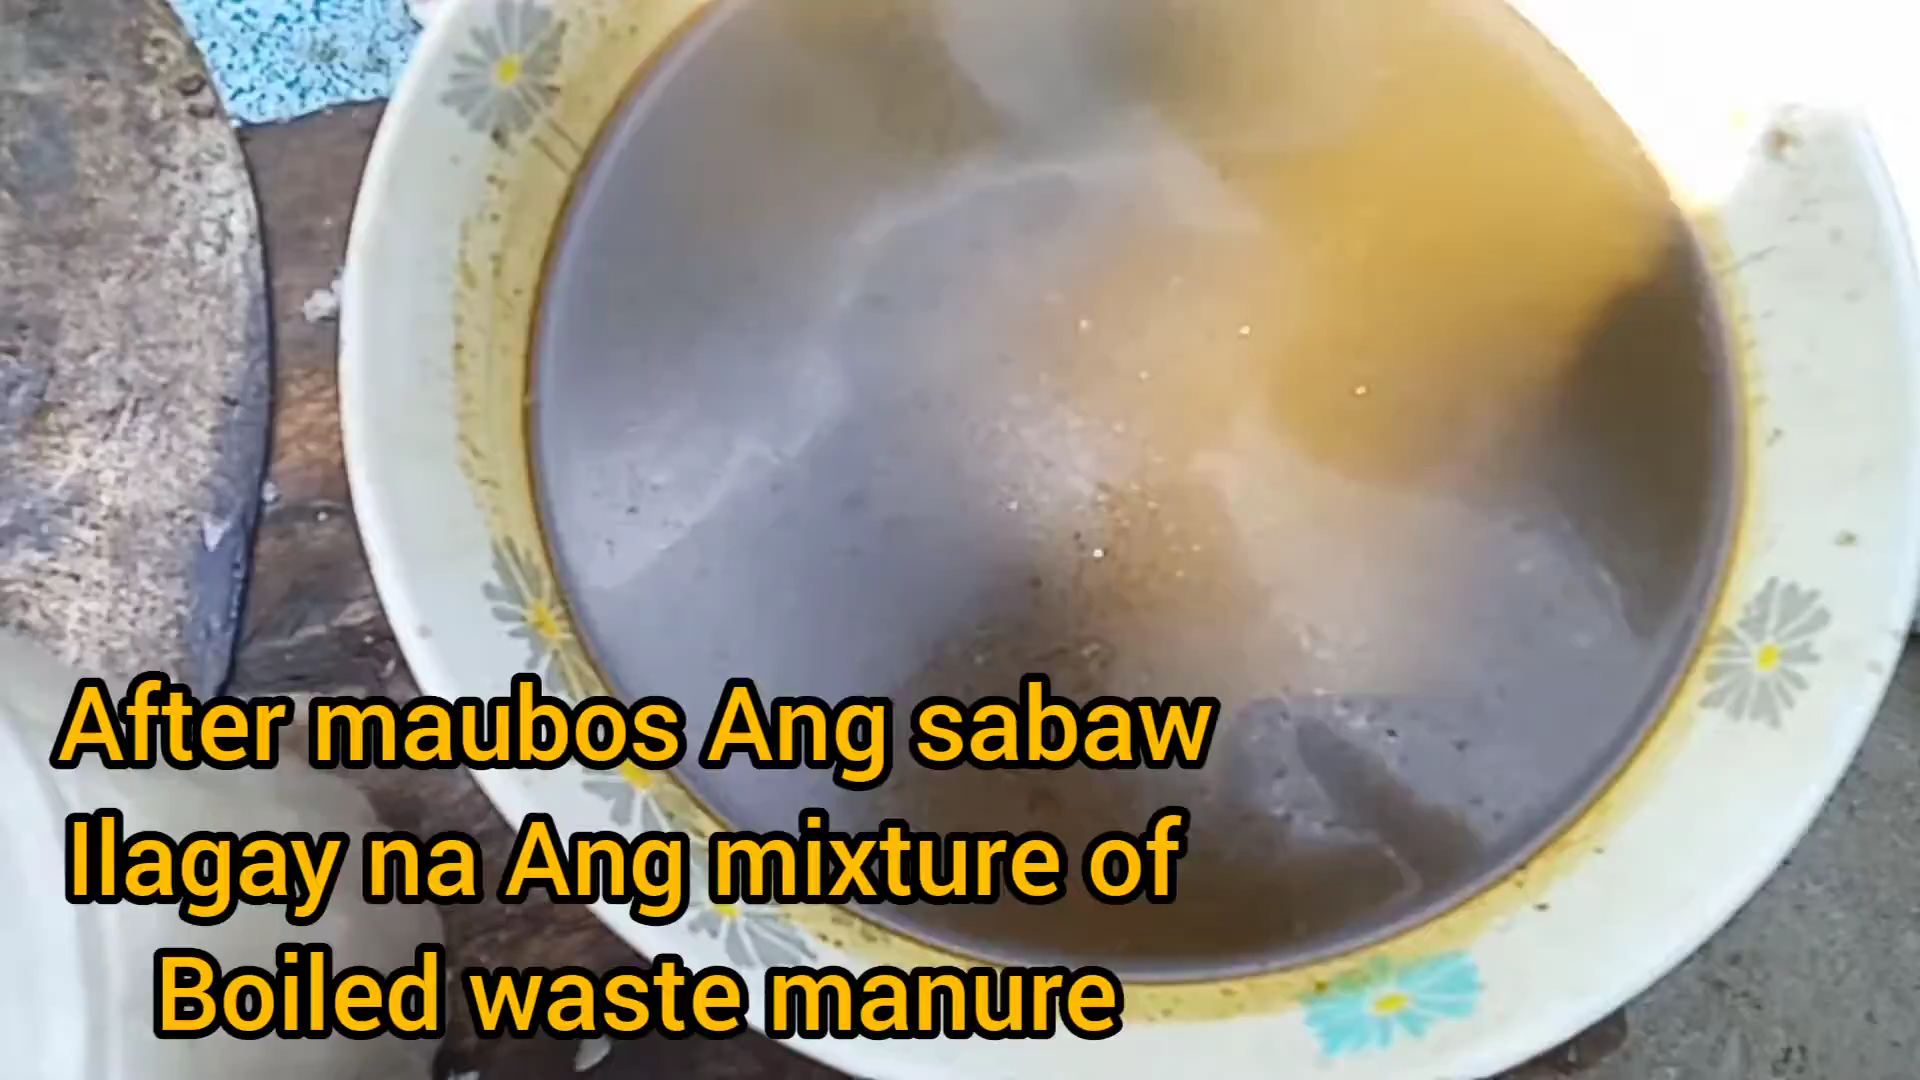 After maubos Ang sabaw
Ilagay na Ang mixture of
Boiled waste manure